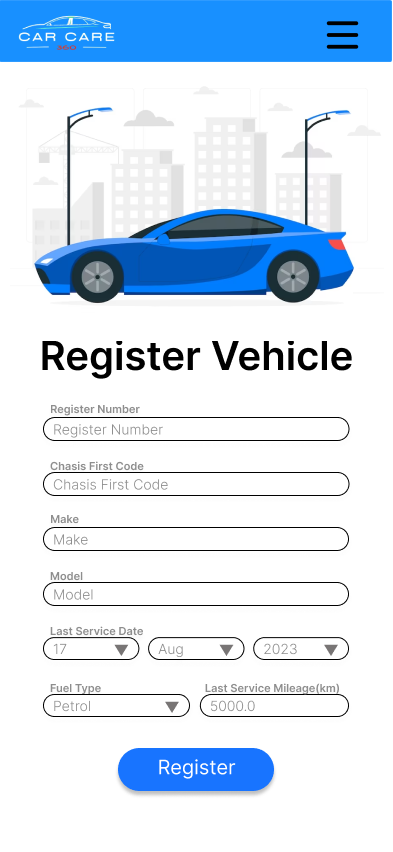 CAR CARE
Register Vehicle
Register Number
Register Number
Chasis First Code
Chasis First Code
Make
Make
Model
Model
Last Service Date
17 Aug 2023
Fuel Type Last Service Mileage(km)
Petrol 5000.0
Register